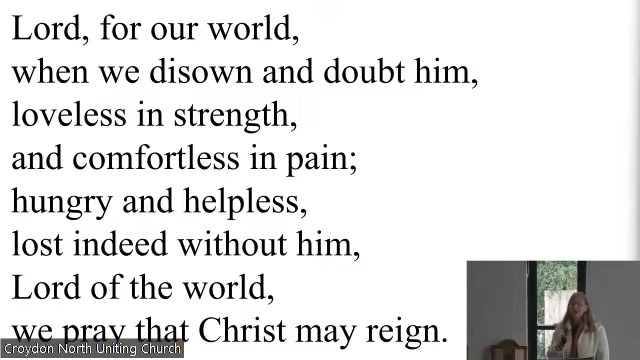 Lord, for our world,
when we disown and doubt him,
loveless in strength,
and comfortless in pain;
hungry and helpless,
lost indeed without him,
Lord of the world,
we pray that Christ may reign.
Croydon North Uniting Church